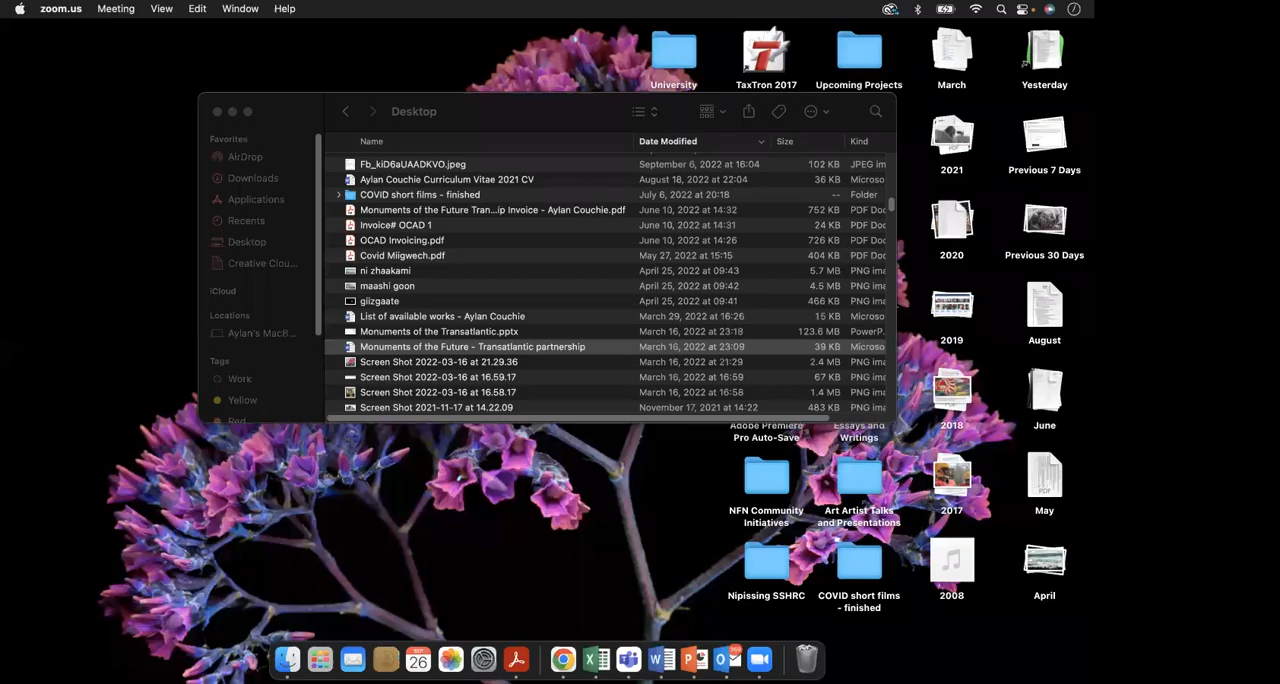 zoom.us Meeting View Edit Window Help
University
TaxTron 2017
Upcoming Projects
March
Yesterday
Desktop
Favorites
AirDrop
Downloads
Applications
Recents
Desktop
Creative Clou...
iCloud
Locations
Aylan's MacB...
Tags
Work
Yellow
Red
Name Date Modified Size Kind
Fb_kiD6aUAADKVO.jpeg September 6, 2022 at 16:04 102 KB JPEG im
Aylan Couchie Curriculum Vitae 2021 CV August 18, 2022 at 22:04 36 KB Microso
COVID short films - finished July 6, 2022 at 20:18 -- Folder
Monuments of the Future Tran...ip Invoice - Aylan Couchie.pdf June 10, 2022 at 14:32 752 KB PDF Doc
Invoice# OCAD 1 June 10, 2022 at 14:31 24 KB PDF Doc
OCAD Invoicing.pdf June 10, 2022 at 14:26 726 KB PDF Doc
Covid Miigwech.pdf May 27, 2022 at 15:15 404 KB PDF Doc
ni zhaakami April 25, 2022 at 09:43 5.7 MB PNG ima
maashi goon April 25, 2022 at 09:42 4.5 MB PNG ima
giizgaate April 25, 2022 at 09:41 466 KB PNG ima
List of available works - Aylan Couchie March 29, 2022 at 16:26 15 KB Microso
Monuments of the Transatlantic.pptx March 16, 2022 at 23:18 123.6 MB PowerP.
Monuments of the Future - Transatlantic partnership March 16, 2022 at 23:09 39 KB Microso
Screen Shot 2022-03-16 at 21.29.36 March 16, 2022 at 21:29 2.4 MB PNG ima
Screen Shot 2022-03-16 at 16.59.17 March 16, 2022 at 16:59 67 KB PNG ima
Screen Shot 2022-03-16 at 16.58.17 March 16, 2022 at 16:58 1.4 MB PNG ima
Screen Shot 2021-11-17 at 14.22.09 November 17, 2021 at 14:22 483 KB PNG ima
2021
Previous 7 Days
2020
Previous 30 Days
2019
August
Adobe Premiere
Pro Auto-Save
Essays and
Writings
2018
June
NFN Community
Initiatives
Art Artist Talks
and Presentations
2017
PDF
May
Nipissing SSHRC
COVID short films
- finished
2008
April
SEP
26